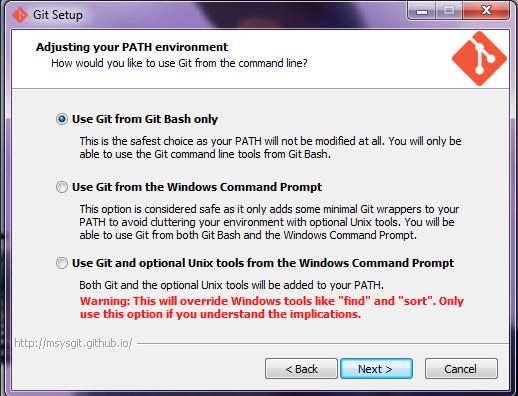 Git Setup
Adjusting your PATH environment
How would you like to use Git from the command line?
Use Git from Git Bash only
This is the safest choice as your PATH will not be modified at all. You will only be
able to use the Git command line tools from Git Bash.
Use Git from the Windows Command Prompt
This option is considered safe as it only adds some minimal Git wrappers to your
PATH to avoid cluttering your environment with optional Unix tools. You will be
able to use Git from both Git Bash and the Windows Command Prompt.
Use Git and optional Unix tools from the Windows Command Prompt
Both Git and the optional Unix tools will be added to your PATH.
Warning: This will override Windows tools like "find" and "sort". Only
use this option if you understand the implications.
http://msysgit.github.io/
< Back Next > Cancel